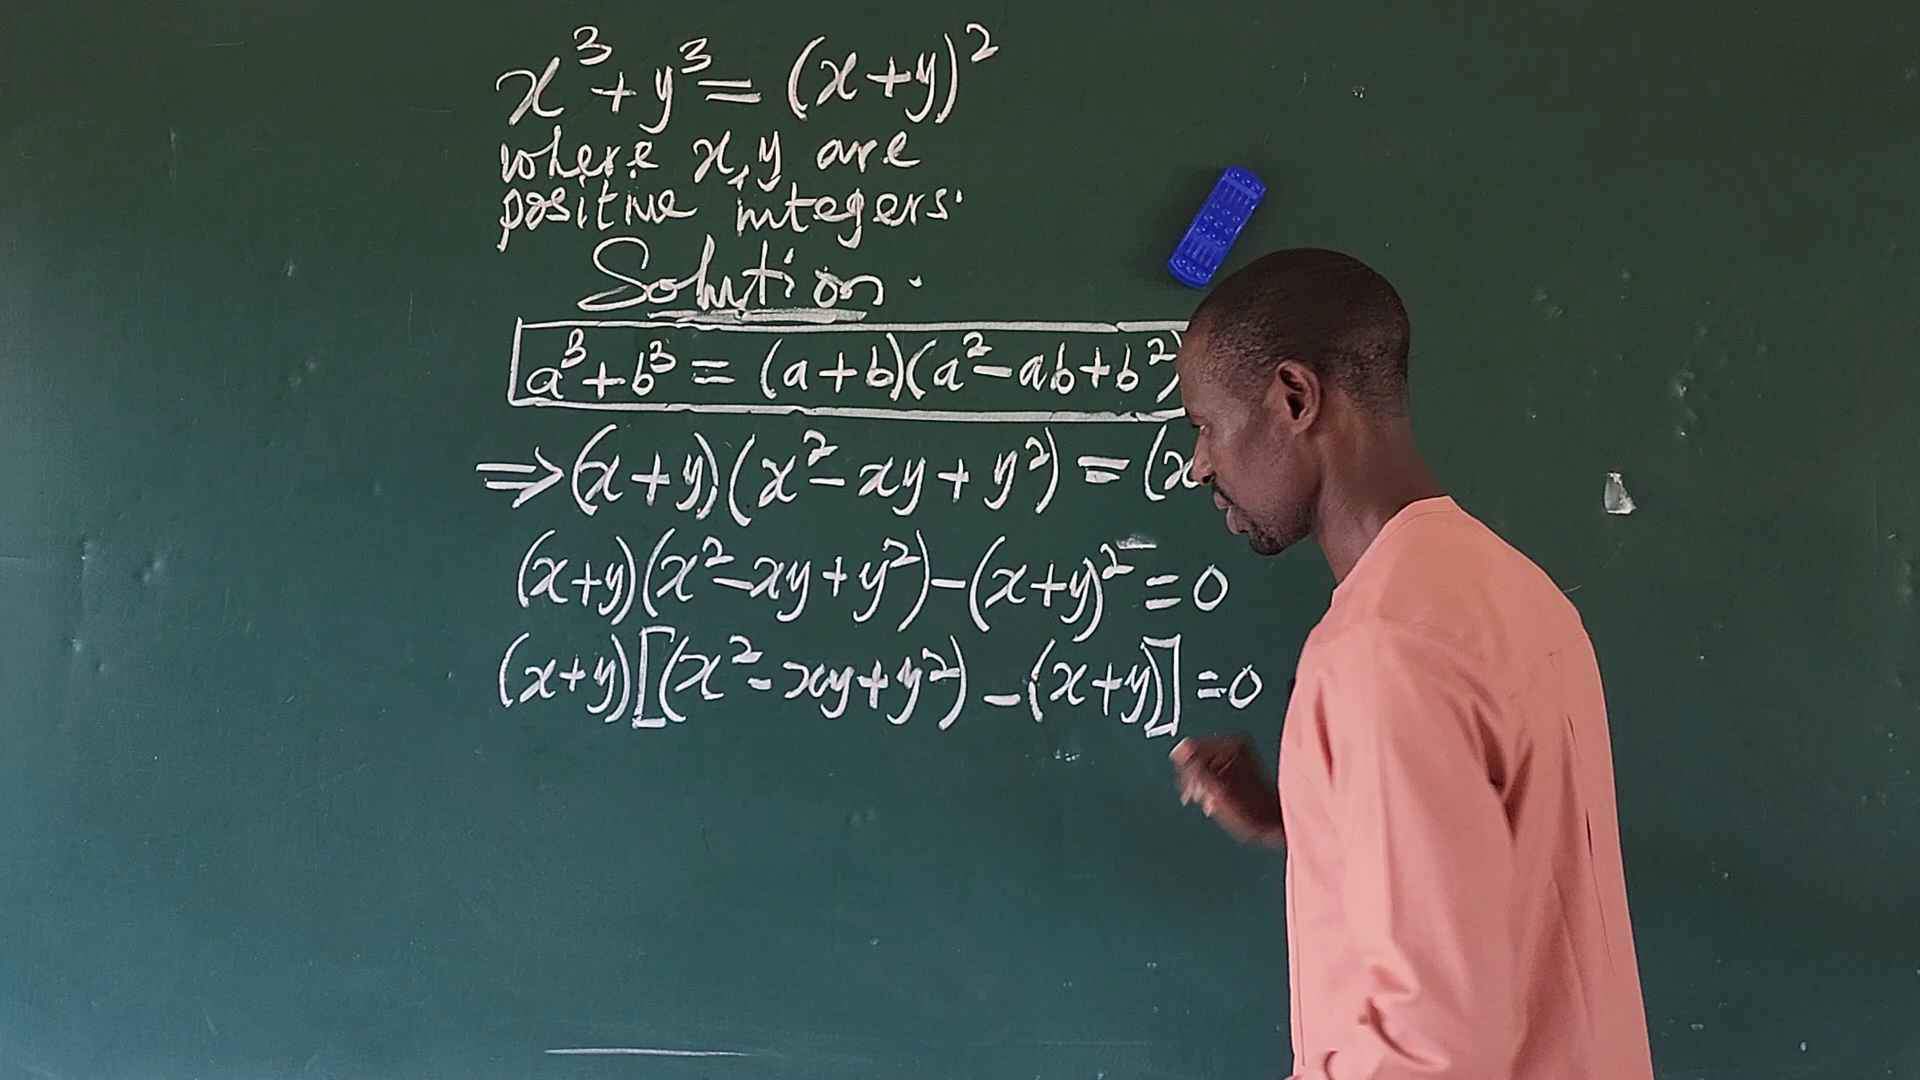 x³+y³=(x+y)²
where x,y are
positive integers.
Solution.
a³+b³=(a+b)(a²-ab+b²)
⇒(x+y)(x²-xy+y²)=(x
(x+y)(x²-xy+y²)-(x+y)²=0
(x+y)[(x²-xy+y²)-(x+y)]=0